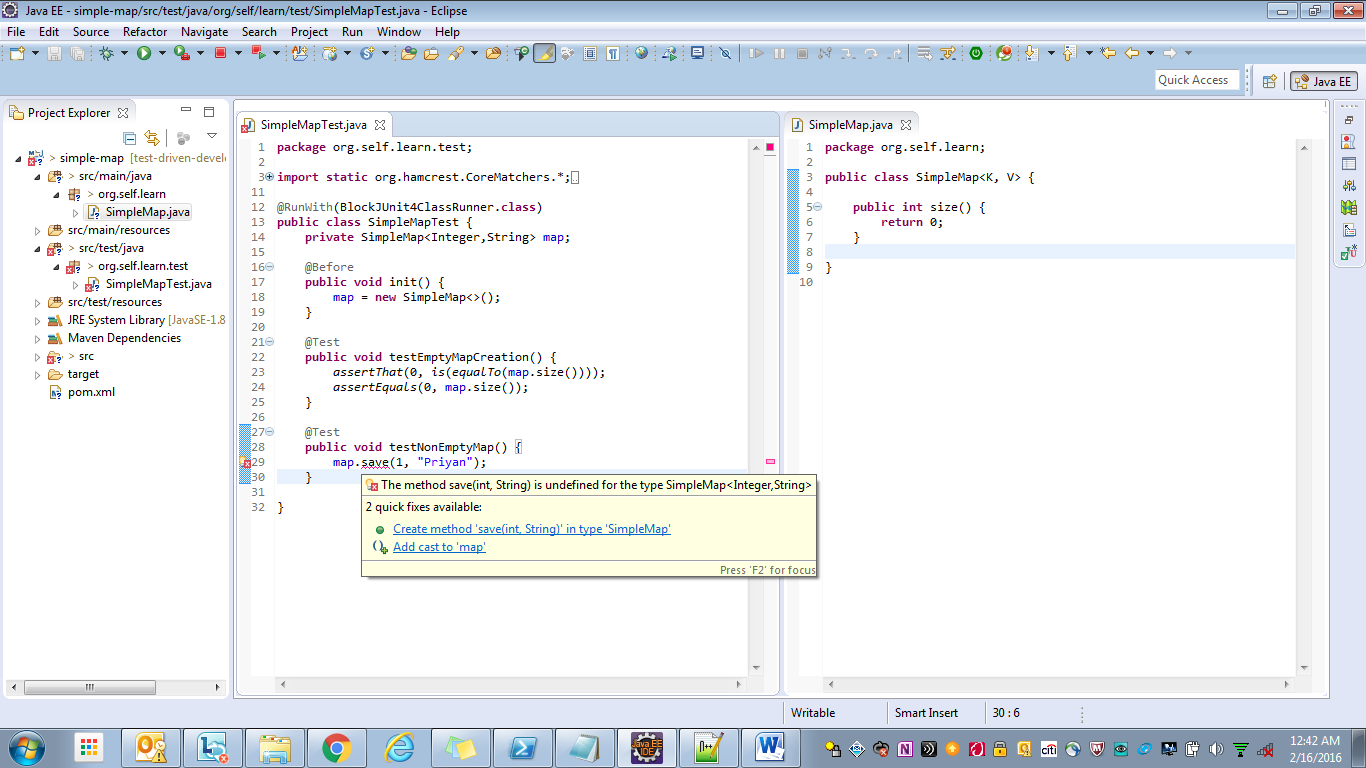 Java EE - simple-map/src/test/java/org/self/learn/test/SimpleMapTest.java - Eclipse
File Edit Source Refactor Navigate Search Project Run Window Help
Quick Access
Java EE
Project Explorer
> simple-map [test-driven-devel
> src/main/java
> org.self.learn
SimpleMap.java
src/main/resources
> src/test/java
> org.self.learn.test
SimpleMapTest.java
src/test/resources
JRE System Library [JavaSE-1.8
Maven Dependencies
> src
target
pom.xml
SimpleMapTest.java
1 package org.self.learn.test;
2
3 import static org.hamcrest.CoreMatchers.*;
11
12 @RunWith(BlockJUnit4ClassRunner.class)
13 public class SimpleMapTest {
14 private SimpleMap<Integer,String> map;
15
16 @Before
17 public void init() {
18 map = new SimpleMap<>();
19 }
20
21 @Test
22 public void testEmptyMapCreation() {
23 assertThat(0, is(equalTo(map.size())));
24 assertEquals(0, map.size());
25 }
26
27 @Test
28 public void testNonEmptyMap() {
29 map.save(1, "Priyan");
30 }
31
32 }
The method save(int, String) is undefined for the type SimpleMap<Integer,String>
2 quick fixes available:
Create method 'save(int, String)' in type 'SimpleMap'
Add cast to 'map'
Press 'F2' for focus
SimpleMap.java
1 package org.self.learn;
2
3 public class SimpleMap<K, V> {
4
5 public int size() {
6 return 0;
7 }
8
9 }
10
Writable
Smart Insert
30 : 6
Java EE
IDE
citi
12:42 AM
2/16/2016